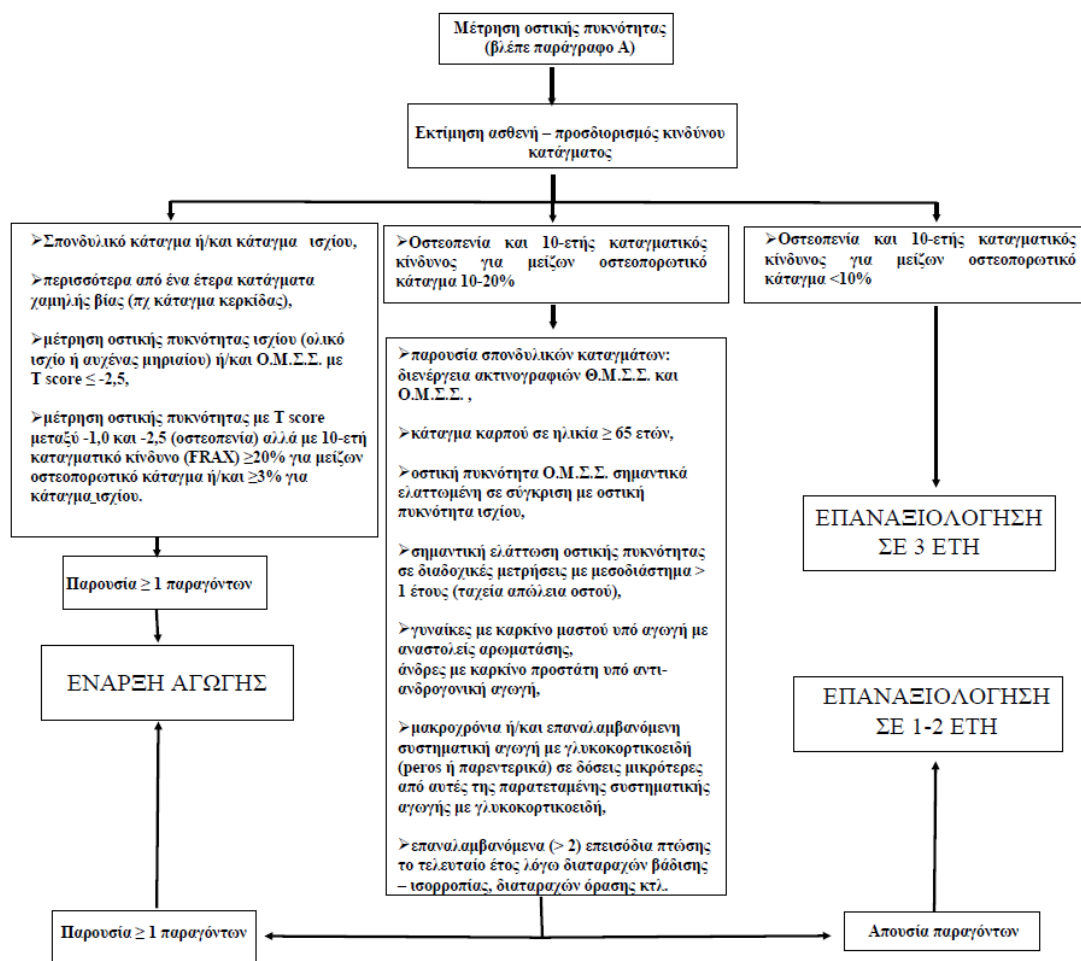 Μέτρηση οστικής πυκνότητας
(βλέπε παράγραφο Α)
Εκτίμηση ασθενή – προσδιορισμός κινδύνου
κατάγματος
➢Σπονδυλικό κάταγμα ή/και κάταγμα ισχίου,
➢περισσότερα από ένα έτερα κατάγματα
χαμηλής βίας (πχ κάταγμα κερκίδας),
➢μέτρηση οστικής πυκνότητας ισχίου (ολικό
ισχίο ή αυχένας μηριαίου) ή/και Ο.Μ.Σ.Σ. με
T score ≤ -2,5,
➢μέτρηση οστικής πυκνότητας με T score
μεταξύ -1,0 και -2,5 (οστεοπενία) αλλά με 10-ετή
καταγματικό κίνδυνο (FRAX) ≥20% για μείζων
οστεοπορωτικό κάταγμα ή/και ≥3% για
κάταγμα ισχίου.
Παρουσία ≥ 1 παραγόντων
ΕΝΑΡΞΗ ΑΓΩΓΗΣ
Παρουσία ≥ 1 παραγόντων
➢Οστεοπενία και 10-ετής καταγματικός
κίνδυνος για μείζων οστεοπορωτικό
κάταγμα 10-20%
➢παρουσία σπονδυλικών καταγμάτων:
διενέργεια ακτινογραφιών Θ.Μ.Σ.Σ. και
Ο.Μ.Σ.Σ. ,
➢κάταγμα καρπού σε ηλικία ≥ 65 ετών,
➢οστική πυκνότητα Ο.Μ.Σ.Σ. σημαντικά
ελαττωμένη σε σύγκριση με οστική
πυκνότητα ισχίου,
➢σημαντική ελάττωση οστικής πυκνότητας
σε διαδοχικές μετρήσεις με μεσοδιάστημα >
1 έτους (ταχεία απώλεια οστού),
➢γυναίκες με καρκίνο μαστού υπό αγωγή με
αναστολείς αρωματάσης,
άνδρες με καρκίνο προστάτη υπό αντι-
ανδρογονική αγωγή,
➢μακροχρόνια ή/και επαναλαμβανόμενη
συστηματική αγωγή με γλυκοκορτικοειδή
(peros ή παρεντερικά) σε δόσεις μικρότερες
από αυτές της παρατεταμένης συστηματικής
αγωγής με γλυκοκορτικοειδή,
➢επαναλαμβανόμενα (> 2) επεισόδια πτώσης
το τελευταίο έτος λόγω διαταραχών βάδισης
– ισορροπίας, διαταραχών όρασης κτλ.
➢Οστεοπενία και 10-ετής καταγματικός
κίνδυνος για μείζων οστεοπορωτικό
κάταγμα <10%
ΕΠΑΝΑΞΙΟΛΟΓΗΣΗ
ΣΕ 3 ΕΤΗ
ΕΠΑΝΑΞΙΟΛΟΓΗΣΗ
ΣΕ 1-2 ΕΤΗ
Απουσία παραγόντων